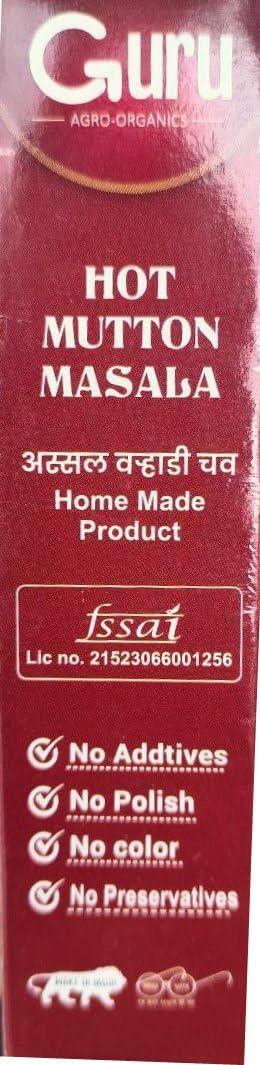 Guru
AGRO-ORGANICS
HOT
MUTTON
MASALA
अस्सल वऱ्हाडी चव
Home Made
Product
fssai
Lic no. 21523066001256
No Addtives
No Polish
No color
No Preservatives